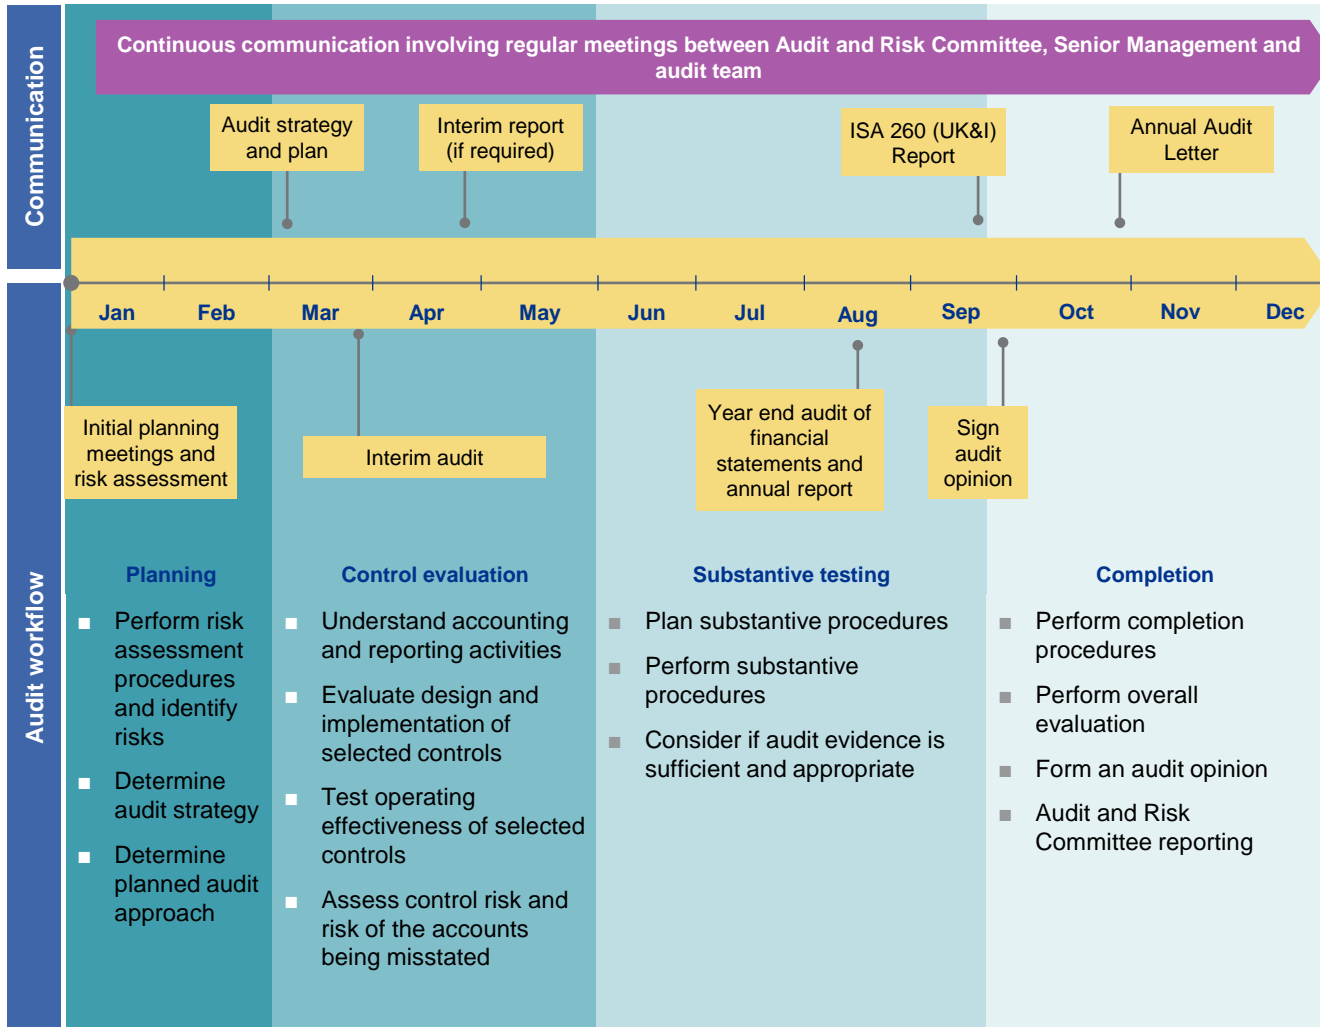 Communication
Continuous communication involving regular meetings between Audit and Risk Committee, Senior Management and
audit team
Audit strategy
and plan
Interim report
(if required)
ISA 260 (UK&I)
Report
Annual Audit
Letter
Jan
Feb
Mar
Apr
May
Jun
Jul
Aug
Sep
Oct
Nov
Dec
Audit workflow
Initial planning
meetings and
risk assessment
Interim audit
Year end audit of
financial
statements and
annual report
Sign
audit
opinion
Planning
Perform risk
assessment
procedures
and identify
risks
Determine
audit strategy
Determine
planned audit
approach
Control evaluation
Understand accounting
and reporting activities
Evaluate design and
implementation of
selected controls
Test operating
effectiveness of selected
controls
Assess control risk and
risk of the accounts
being misstated
Substantive testing
Plan substantive procedures
Perform substantive
procedures
Consider if audit evidence is
sufficient and appropriate
Completion
Perform completion
procedures
Perform overall
evaluation
Form an audit opinion
Audit and Risk
Committee reporting